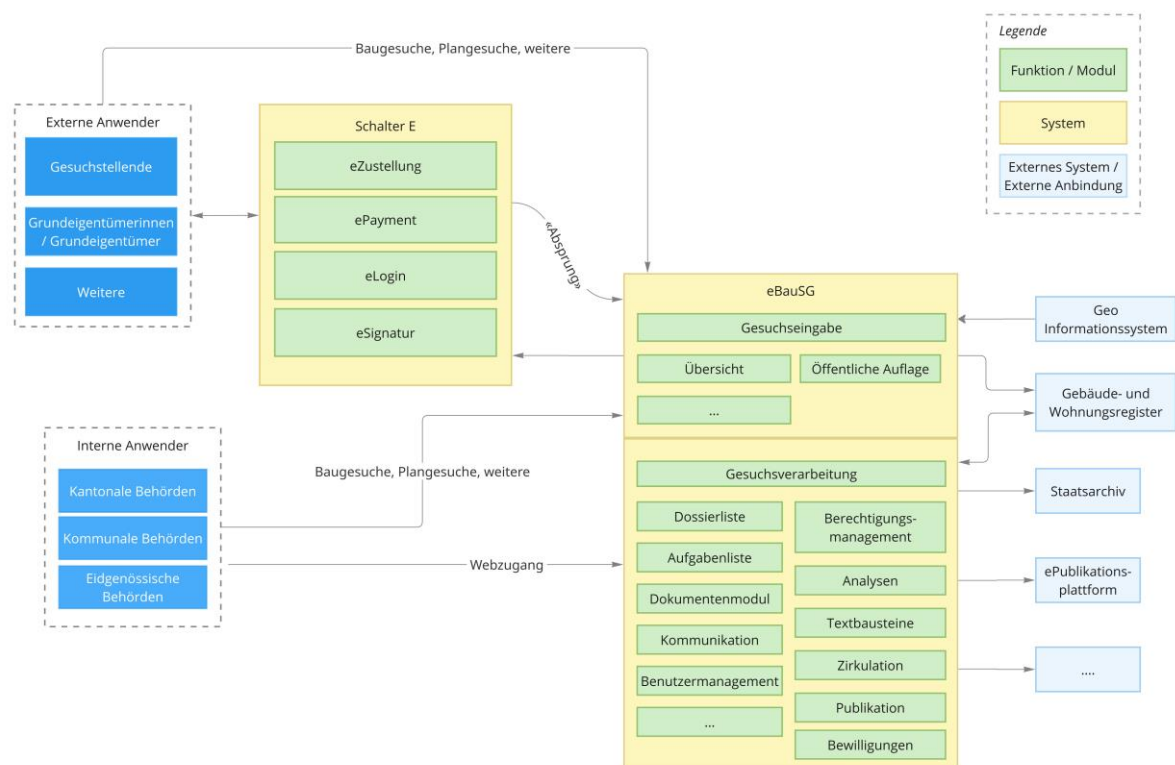 Legende
Funktion / Modul
System
Externes System /
Externe Anbindung
Baugesuche, Plangesuche, weitere
Externe Anwender
Gesuchstellende
Grundeigentümerinnen
/ Grundeigentümer
Weitere
Schalter E
eZustellung
ePayment
eLogin
eSignatur
«Absprung»
eBauSG
Gesuchseingabe
Übersicht
Öffentliche Auflage
...
Geo
Informationssystem
Gebäude- und
Wohnungsregister
Staatsarchiv
ePublikations-
plattform
....
Interne Anwender
Kantonale Behörden
Kommunale Behörden
Eidgenössische
Behörden
Baugesuche, Plangesuche, weitere
Webzugang
Gesuchsverarbeitung
Dossierliste
Aufgabenliste
Dokumentenmodul
Kommunikation
Benutzermanagement
...
Berechtigungs-
management
Analysen
Textbausteine
Zirkulation
Publikation
Bewilligungen